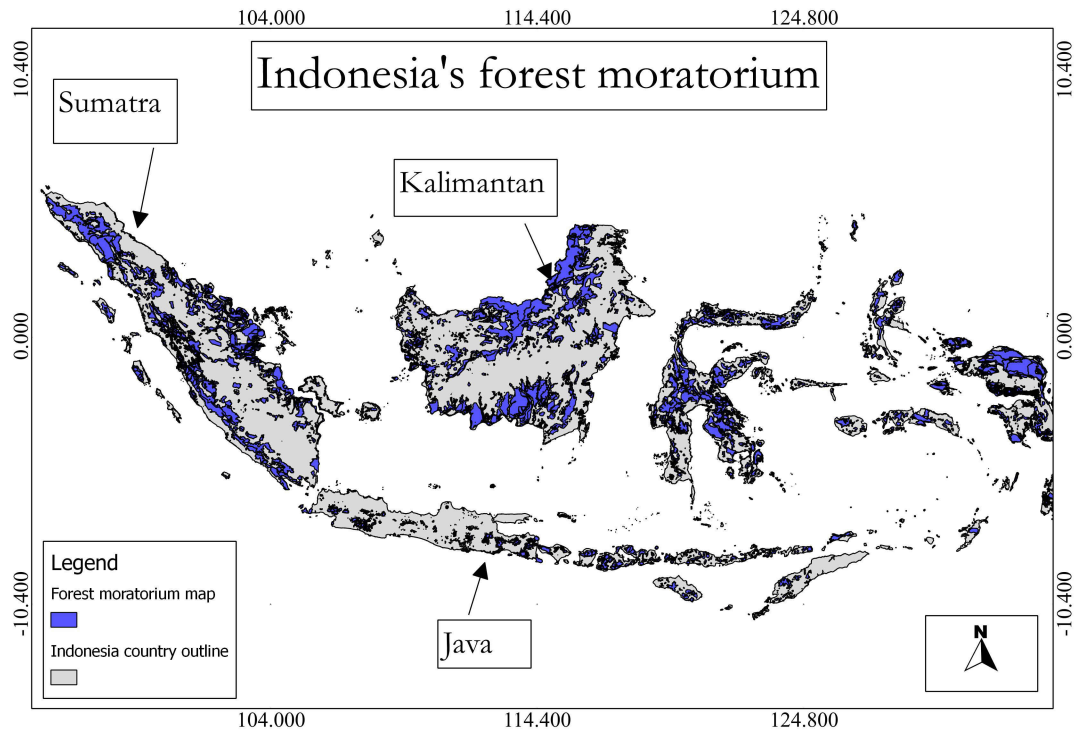 104.000 114.400 124.800
Indonesia's forest moratorium
10.400
10.400
Sumatra
Kalimantan
0.000
0.000
Legend
Forest moratorium map
Indonesia country outline
-10.400
-10.400
Java
N
104.000 114.400 124.800